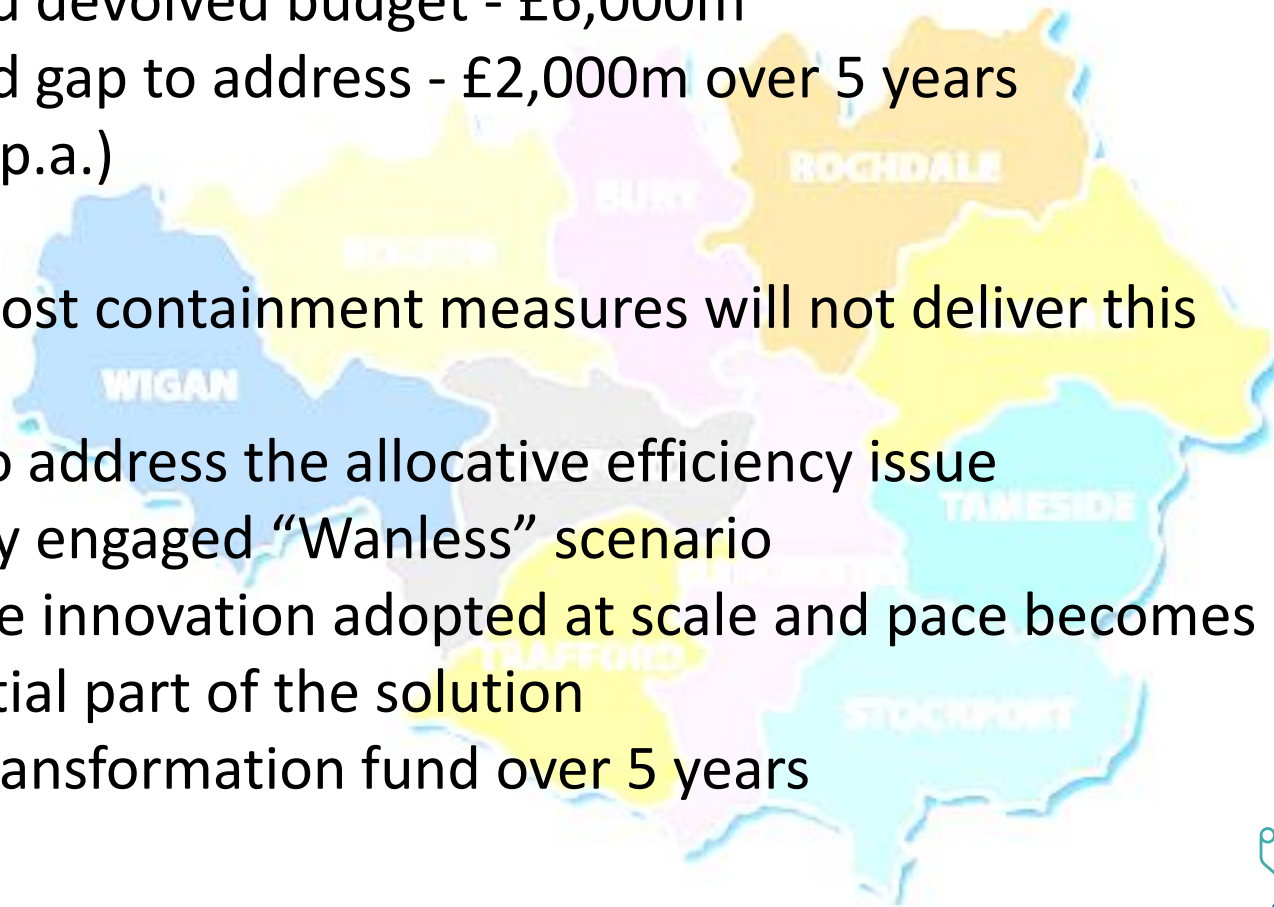 d devolved budget - £6,000m
d gap to address - £2,000m over 5 years
p.a.)
BURY
ROCHDALE
BOLTON
ost containment measures will not deliver this
WIGAN
o address the allocative efficiency issue
TAMESIDE
y engaged “Wanless” scenario
MANCHESTER
e innovation adopted at scale and pace becomes
TRAFFORD
tial part of the solution
STOCKPORT
ansformation fund over 5 years